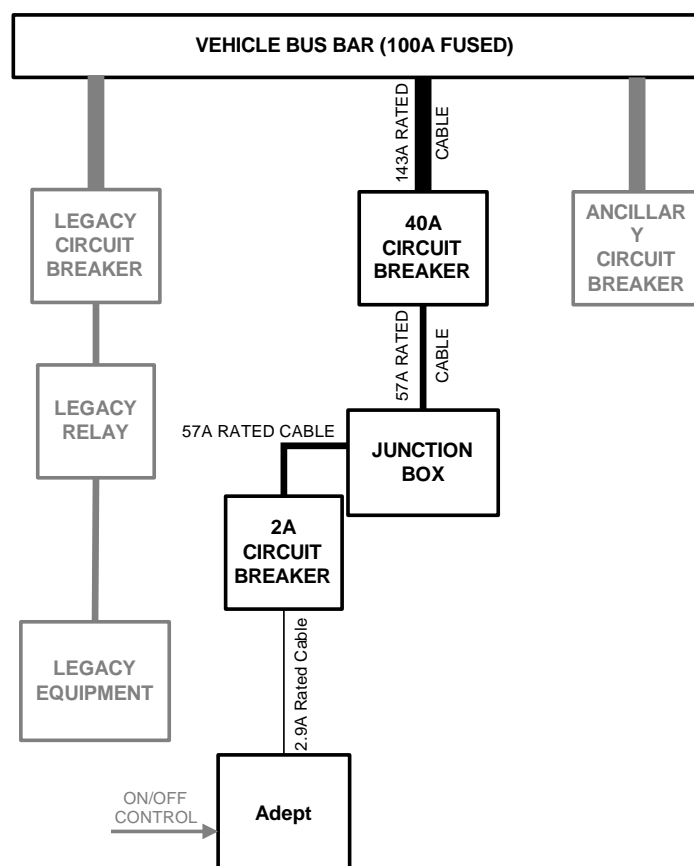 VEHICLE BUS BAR (100A FUSED)
143A RATED
CABLE
LEGACY
CIRCUIT
BREAKER
40A
CIRCUIT
BREAKER
ANCILLAR
Y
CIRCUIT
BREAKER
57A RATED
CABLE
LEGACY
RELAY
57A RATED CABLE
JUNCTION
BOX
2A
CIRCUIT
BREAKER
2.9A Rated Cable
LEGACY
EQUIPMENT
ON/OFF
CONTROL
Adept